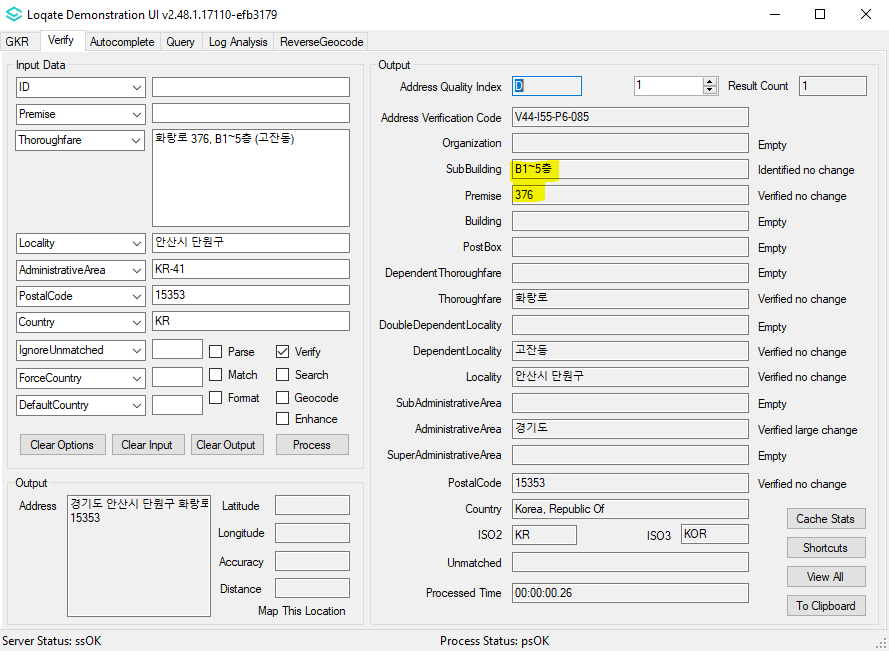 Loqate Demonstration UI v2.48.1.17110-efb3179
GKR Verify Autocomplete Query Log Analysis ReverseGeocode
Input Data
ID
Premise
Thoroughfare 화랑로 376, B1~5층 (고잔동)
Locality 안산시 단원구
AdministrativeArea KR-41
PostalCode 15353
Country KR
IgnoreUnmatched Parse Verify
ForceCountry Match Search
DefaultCountry Format Geocode
Enhance
Clear Options Clear Input Clear Output Process
Output
Address 경기도 안산시 단원구 화랑로
15353
Latitude
Longitude
Accuracy
Distance
Map This Location
Output
Address Quality Index D 1 Result Count 1
Address Verification Code V44-I55-P6-085
Organization Empty
SubBuilding B1~5층 Identified no change
Premise 376 Verified no change
Building Empty
PostBox Empty
DependentThoroughfare Empty
Thoroughfare 화랑로 Verified no change
DoubleDependentLocality Empty
DependentLocality 고잔동 Verified no change
Locality 안산시 단원구 Verified no change
SubAdministrativeArea Empty
AdministrativeArea 경기도 Verified large change
SuperAdministrativeArea Empty
PostalCode 15353 Verified no change
Country Korea, Republic Of
ISO2 KR ISO3 KOR
Unmatched
Processed Time 00:00:00.26
Cache Stats
Shortcuts
View All
To Clipboard
Server Status: ssOK Process Status: psOK